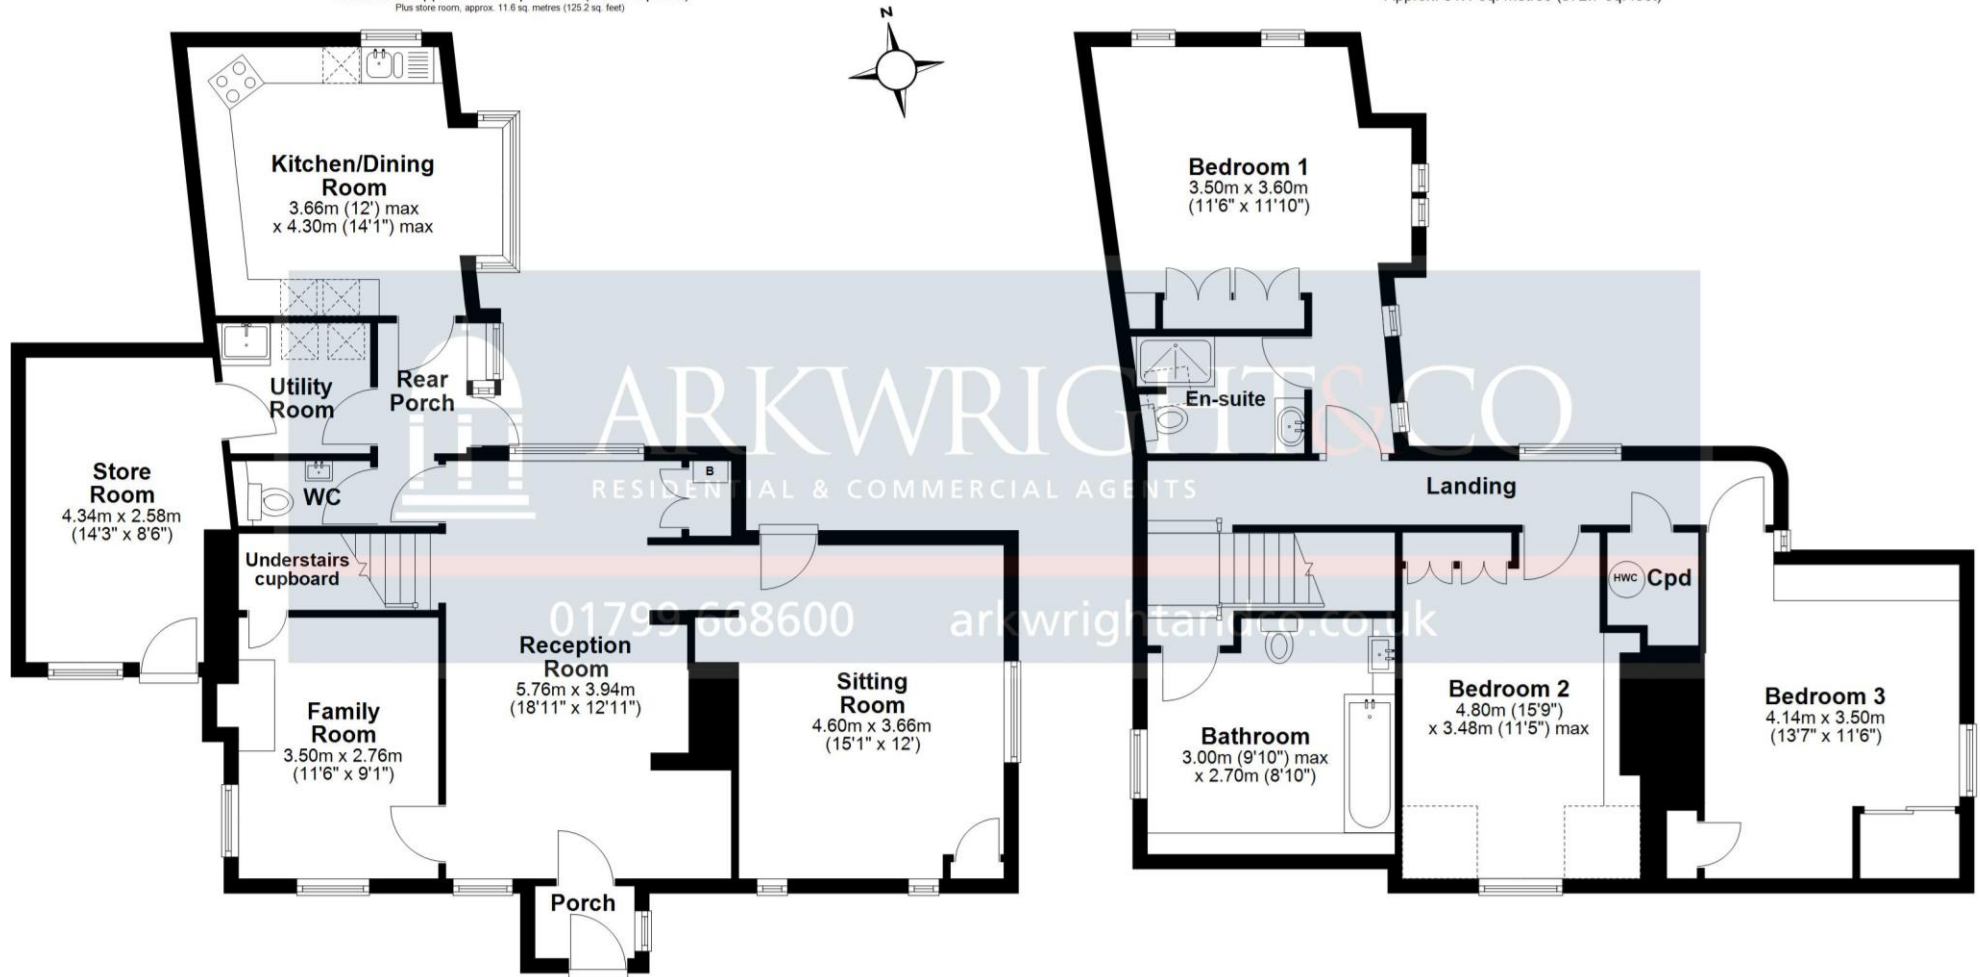 Plus store room, approx. 11.6 sq. metres (125.2 sq. feet)
N
Kitchen/Dining
Room
3.66m (12') max
x 4.30m (14'1") max
Utility
Room
Rear
Porch
Store
Room
4.34m x 2.58m
(14'3" x 8'6")
WC
B
Understairs
cupboard
Family
Room
3.50m x 2.76m
(11'6" x 9'1")
Reception
Room
5.76m x 3.94m
(18'11" x 12'11")
Sitting
Room
4.60m x 3.66m
(15'1" x 12')
Porch
Bedroom 1
3.50m x 3.60m
(11'6" x 11'10")
En-suite
Landing
HWC
Cpd
Bathroom
3.00m (9'10") max
x 2.70m (8'10")
Bedroom 2
4.80m (15'9")
x 3.48m (11'5") max
Bedroom 3
4.14m x 3.50m
(13'7" x 11'6")
ARKWRIGHT&CO
RESIDENTIAL & COMMERCIAL AGENTS
01799 668600 arkwrightandco.co.uk